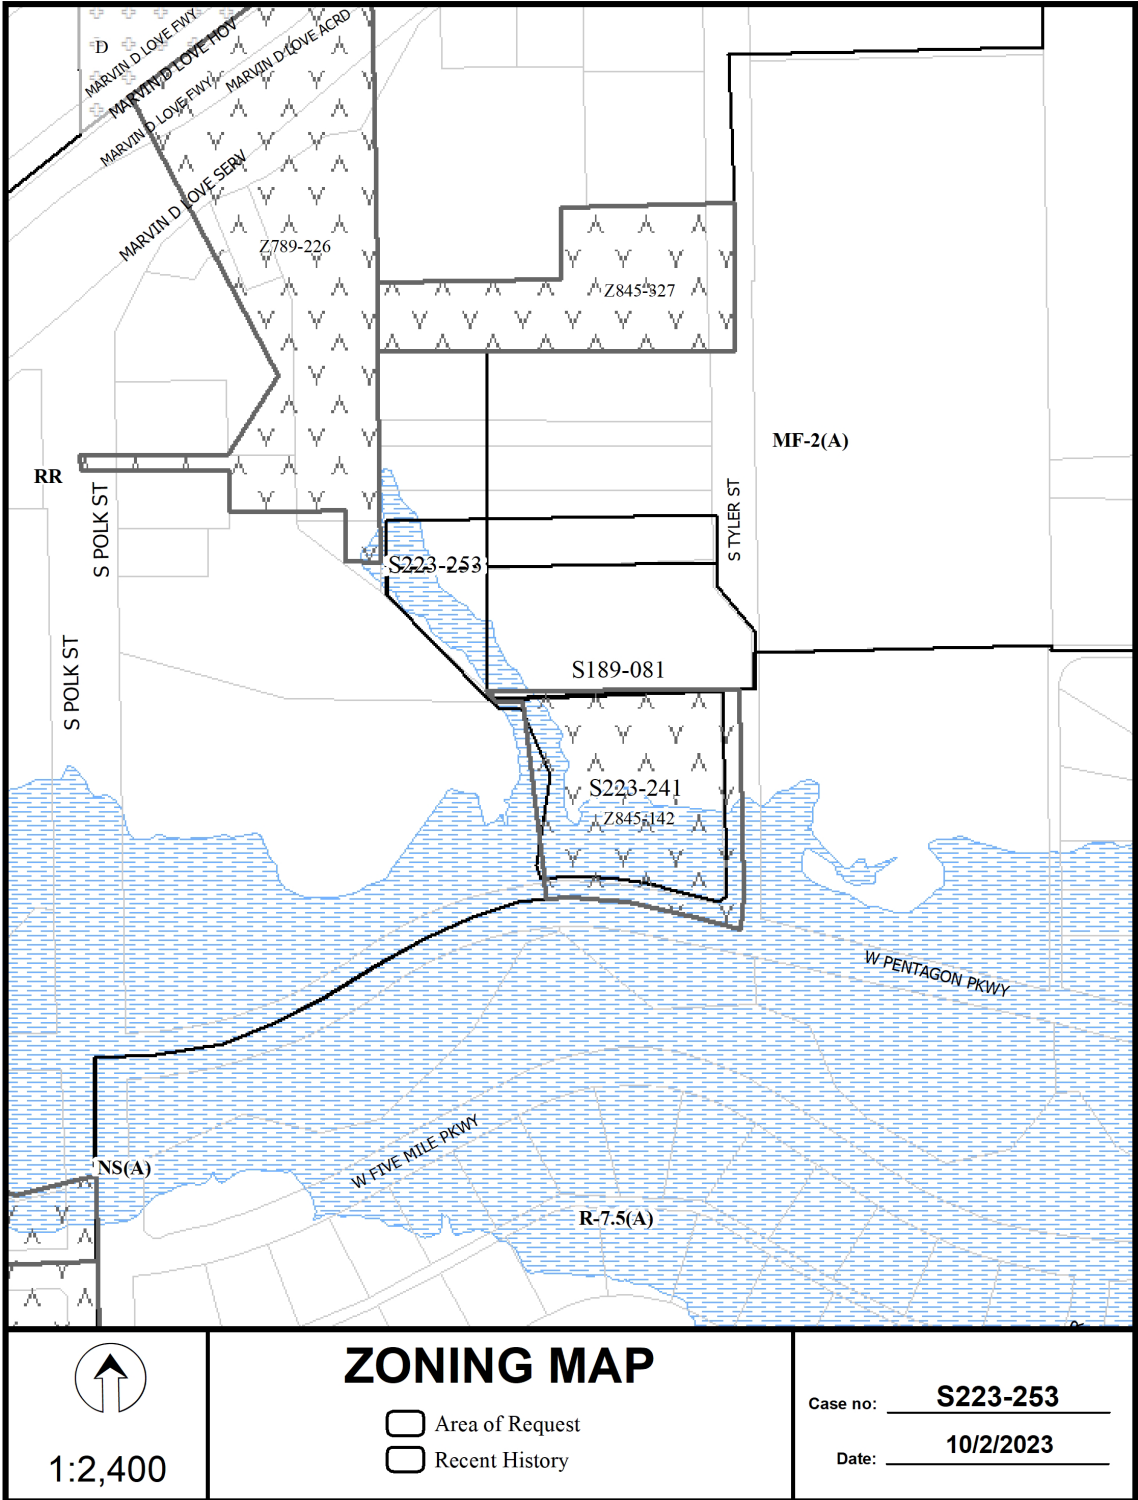 D
MARVIN D LOVE FWY
MARVIN D LOVE HOV
MARVIN D LOVE ACRD
MARVIN D LOVE FWY
MARVIN D LOVE SERV
Z789-226
Z845-327
MF-2(A)
RR
S POLK ST
S TYLER ST
S223-253
S POLK ST
S189-081
S223-241
Z845-142
W PENTAGON PKWY
W FIVE MILE PKWY
NS(A)
R-7.5(A)
1:2,400
ZONING MAP
Area of Request
Recent History
Case no: S223-253
Date: 10/2/2023